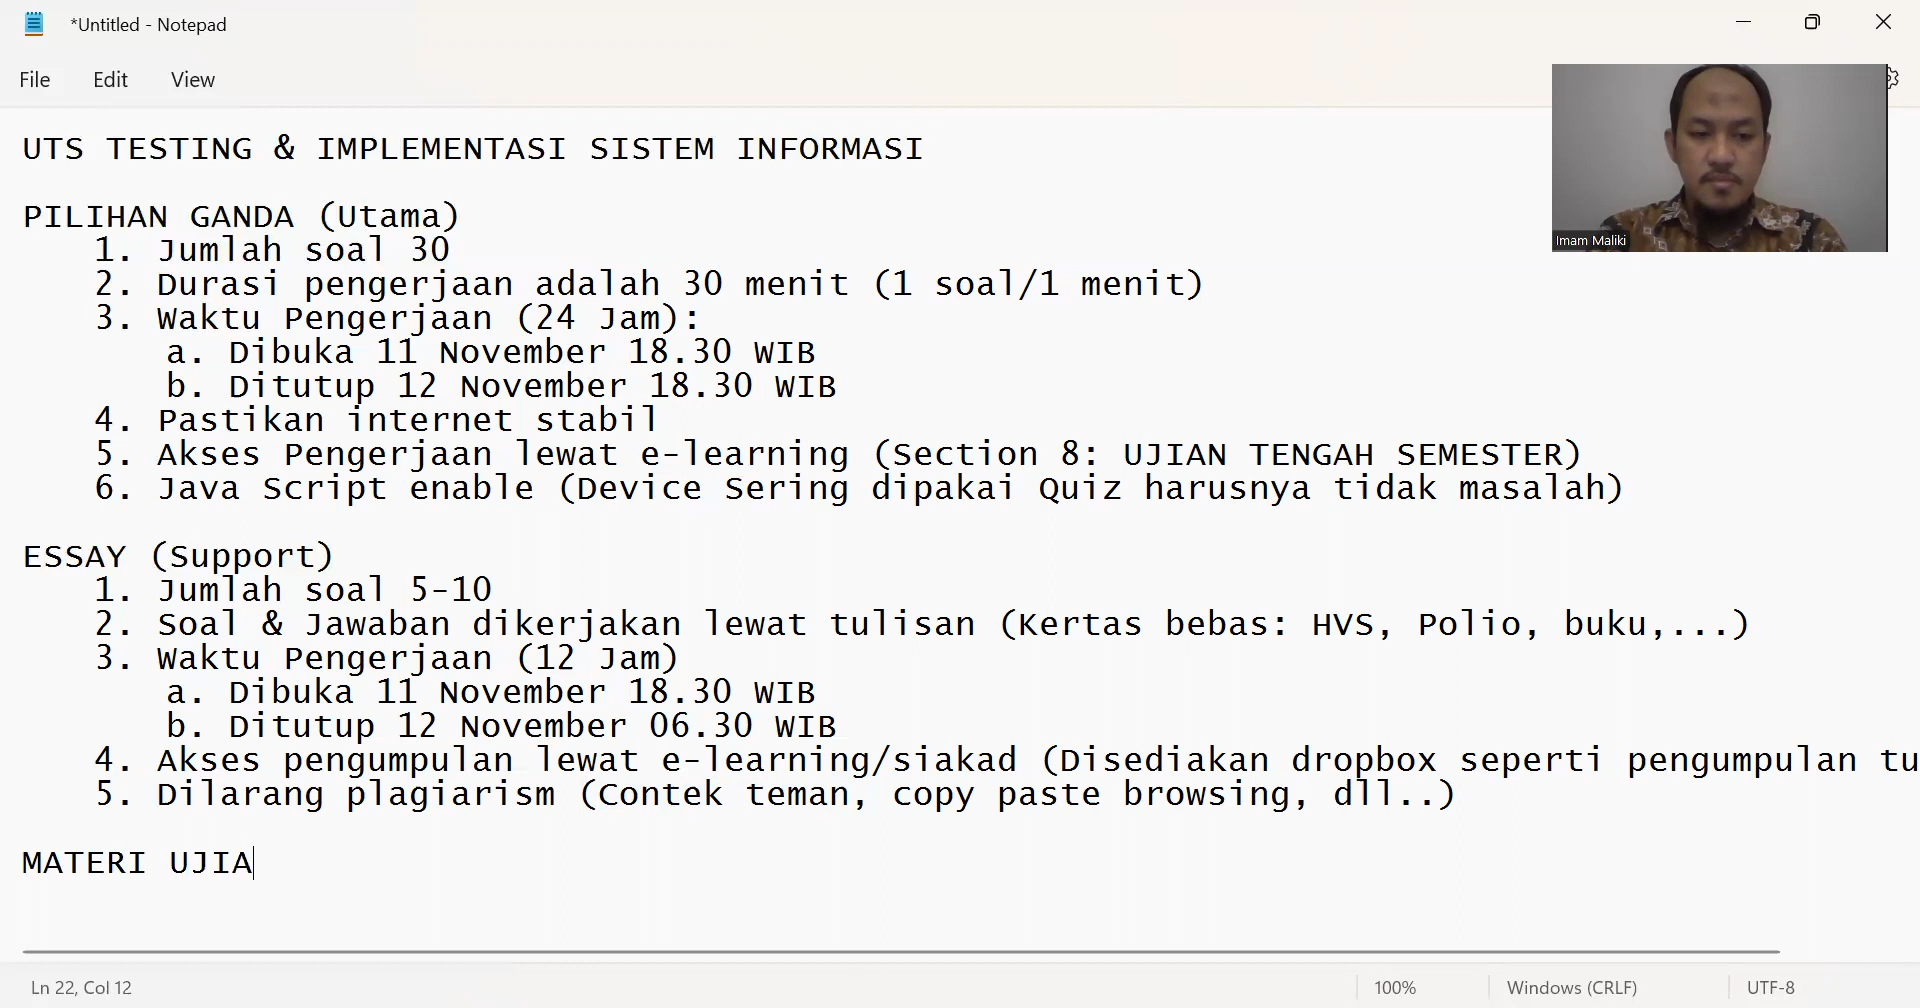 *Untitled - Notepad
File Edit View
Imam Maliki
UTS TESTING & IMPLEMENTASI SISTEM INFORMASI
PILIHAN GANDA (Utama)
1. Jumlah soal 30
2. Durasi pengerjaan adalah 30 menit (1 soal/1 menit)
3. Waktu Pengerjaan (24 Jam):
a. Dibuka 11 November 18.30 WIB
b. Ditutup 12 November 18.30 WIB
4. Pastikan internet stabil
5. Akses Pengerjaan lewat e-learning (Section 8: UJIAN TENGAH SEMESTER)
6. Java Script enable (Device Sering dipakai Quiz harusnya tidak masalah)
ESSAY (Support)
1. Jumlah soal 5-10
2. Soal & Jawaban dikerjakan lewat tulisan (Kertas bebas: HVS, Polio, buku,...)
3. Waktu Pengerjaan (12 Jam)
a. Dibuka 11 November 18.30 WIB
b. Ditutup 12 November 06.30 WIB
4. Akses pengumpulan lewat e-learning/siakad (Disediakan dropbox seperti pengumpulan tu
5. Dilarang plagiarism (Contek teman, copy paste browsing, dll..)
MATERI UJIA
Ln 22, Col 12 100% Windows (CRLF) UTF-8